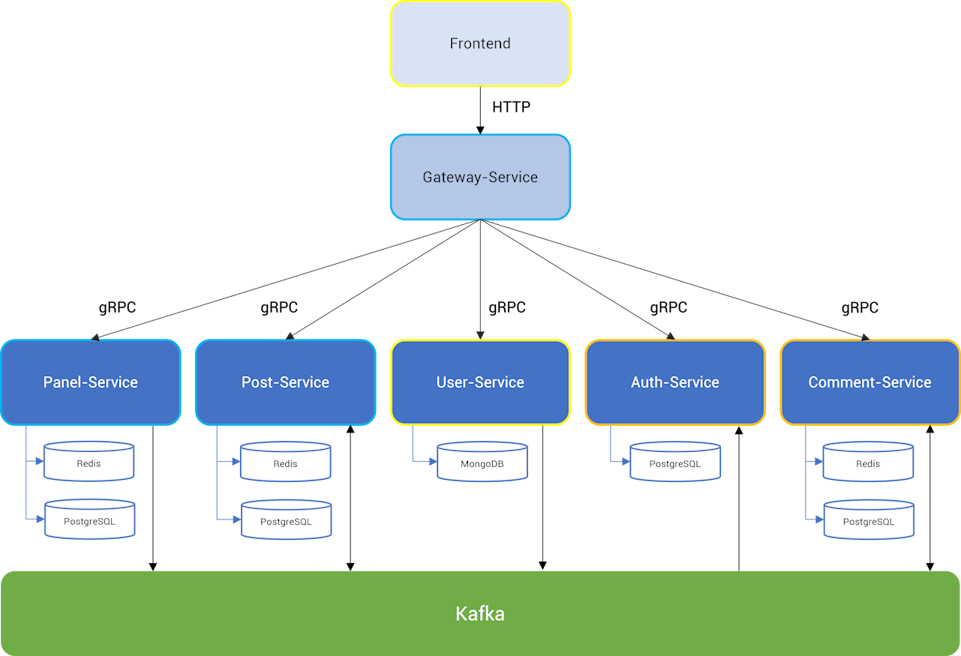 Frontend
HTTP
Gateway-Service
gRPC gRPC gRPC gRPC gRPC
Panel-Service Post-Service User-Service Auth-Service Comment-Service
Redis Redis MongoDB PostgreSQL Redis
PostgreSQL PostgreSQL PostgreSQL
Kafka